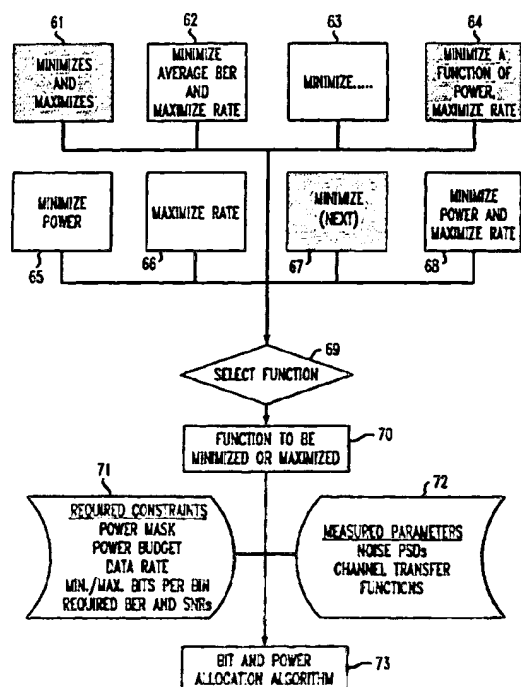 61
62
63
64
MINIMIZES
AND
MAXIMIZES
MINIMIZE
AVERAGE BER
AND
MAXIMIZE RATE
MINIMIZE.....
MINIMIZE A
FUNCTION OF
POWER,
MAXIMIZE RATE
MINIMIZE
POWER
MAXIMIZE RATE
MINIMIZE
(NEXT)
MINIMIZE
POWER AND
MAXIMIZE RATE
65
66
67
68
69
SELECT FUNCTION
FUNCTION TO BE
MINIMIZED OR MAXIMIZED
70
71
REQUIRED CONSTRAINTS
POWER MASK
POWER BUDGET
DATA RATE
MIN./MAX. BITS PER BIN
REQUIRED BER AND SNRs
72
MEASURED PARAMETERS
NOISE PSDs
CHANNEL TRANSFER
FUNCTIONS
BIT AND POWER
ALLOCATION ALGORITHM
73